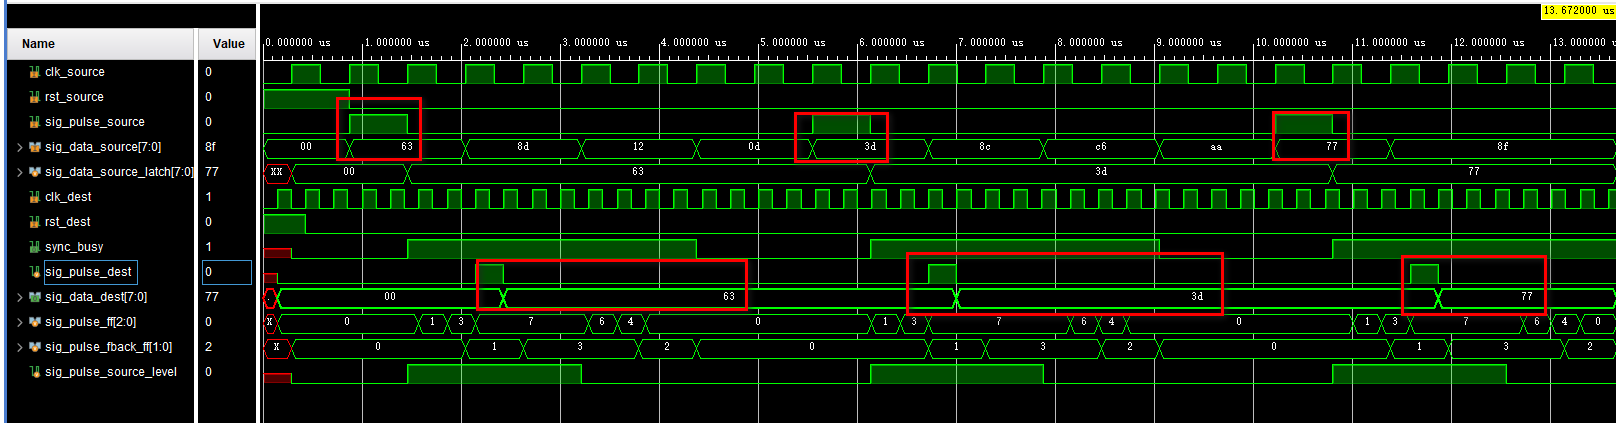 13.672000 us
Name Value
0.000000 us 1.000000 us 2.000000 us 3.000000 us 4.000000 us 5.000000 us 6.000000 us 7.000000 us 8.000000 us 9.000000 us 10.000000 us 11.000000 us 12.000000 us 13.000000
clk_source 0
rst_source 0
sig_pulse_source 0
sig_data_source[7:0] 8f 00 63 8d 12 0d 3d 8c c6 aa 77 8f
sig_data_source_latch[7:0] 77 XX 00 63 3d 77
clk_dest 1
rst_dest 0
sync_busy 1
sig_pulse_dest 0
sig_data_dest[7:0] 77 . 00 63 3d 77
sig_pulse_ff[2:0] 0 X 0 1 3 7 6 4 0 1 3 7 6 4 0 1 3 7 6 4 0
sig_pulse_fback_ff[1:0] 2 X 0 1 3 2 0 1 3 2 0 1 3 2
sig_pulse_source_level 0